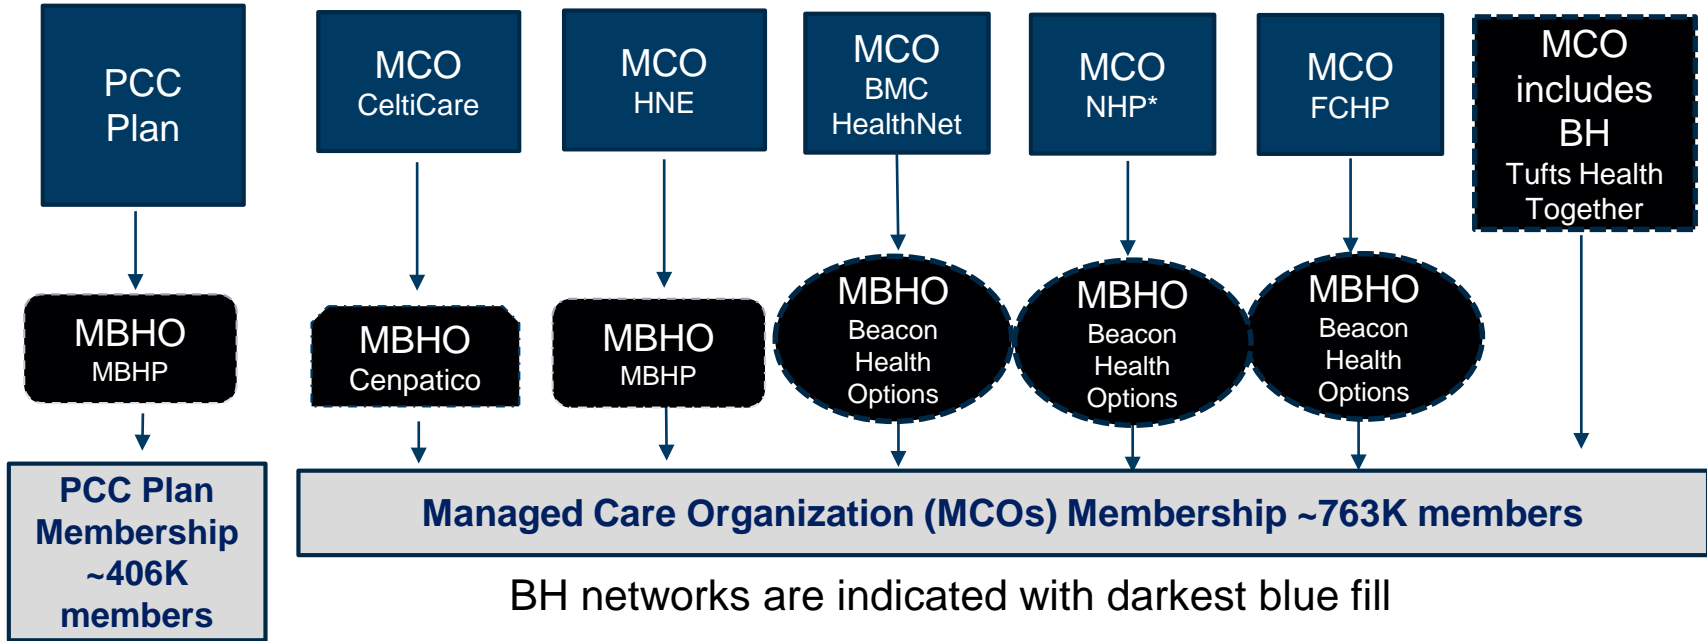 PCC
Plan
MCO
CeltiCare
MCO
HNE
MCO
BMC
HealthNet
MCO
NHP*
MCO
FCHP
MCO
includes
BH
Tufts Health
Together
MBHO
MBHP
MBHO
Cenpatico
MBHO
MBHP
MBHO
Beacon
Health
Options
MBHO
Beacon
Health
Options
MBHO
Beacon
Health
Options
PCC Plan
Membership
~406K
members
Managed Care Organization (MCOs) Membership ~763K members
BH networks are indicated with darkest blue fill